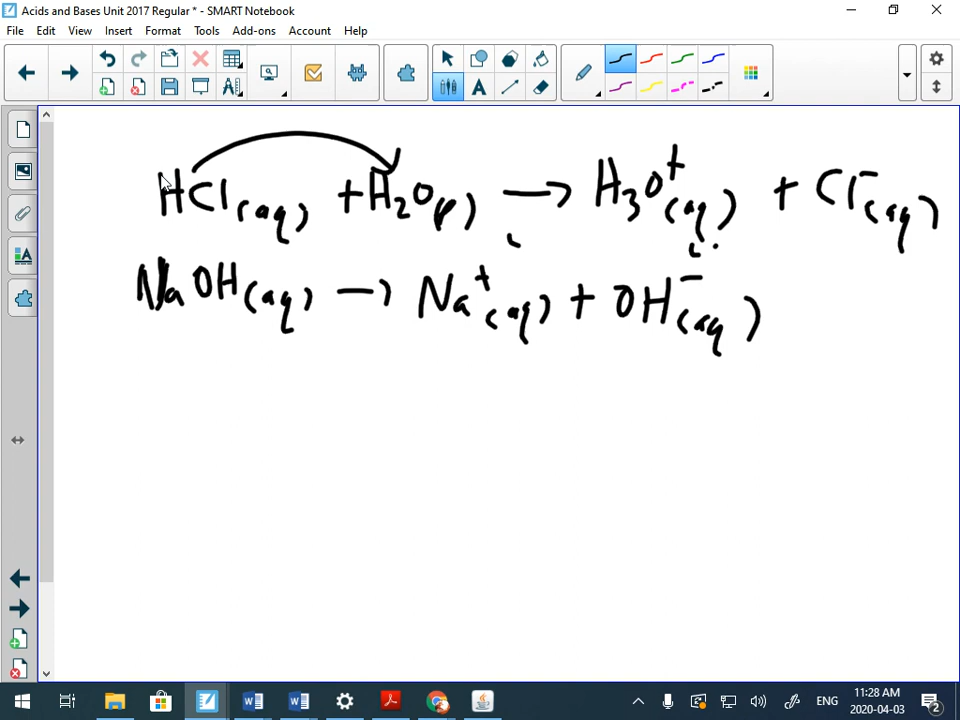 Acids and Bases Unit 2017 Regular * - SMART Notebook
File Edit View Insert Format Tools Add-ons Account Help
HCl(aq) + H₂O(l) → H₃O⁺(aq) + Cl⁻(aq)
NaOH(aq) → Na⁺(aq) + OH⁻(aq)
ENG
11:28 AM
2020-04-03
2